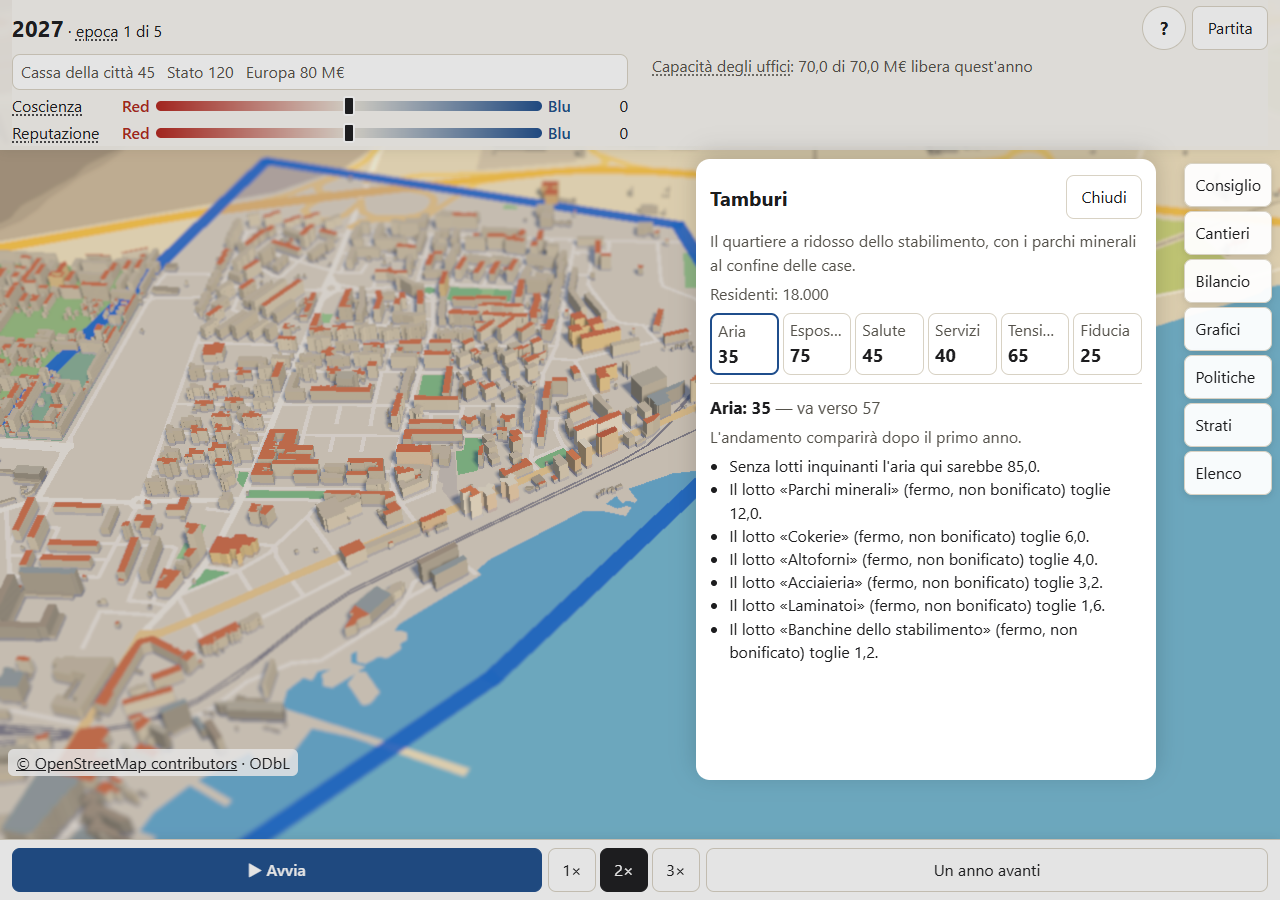 2027 · epoca 1 di 5
?
Partita
Cassa della città 45 Stato 120 Europa 80 M€
Capacità degli uffici: 70,0 di 70,0 M€ libera quest'anno
Coscienza Red Blu 0
Reputazione Red Blu 0
Tamburi
Chiudi
Il quartiere a ridosso dello stabilimento, con i parchi minerali
al confine delle case.
Residenti: 18.000
Aria Espos... Salute Servizi Tensi... Fiducia
35 75 45 40 65 25
Aria: 35 — va verso 57
L'andamento comparirà dopo il primo anno.
• Senza lotti inquinanti l'aria qui sarebbe 85,0.
• Il lotto «Parchi minerali» (fermo, non bonificato) toglie
12,0.
• Il lotto «Cokerie» (fermo, non bonificato) toglie 6,0.
• Il lotto «Altoforni» (fermo, non bonificato) toglie 4,0.
• Il lotto «Acciaieria» (fermo, non bonificato) toglie 3,2.
• Il lotto «Laminatoi» (fermo, non bonificato) toglie 1,6.
• Il lotto «Banchine dello stabilimento» (fermo, non
bonificato) toglie 1,2.
Consiglio
Cantieri
Bilancio
Grafici
Politiche
Strati
Elenco
© OpenStreetMap contributors · ODbL
▶ Avvia
1×
2×
3×
Un anno avanti